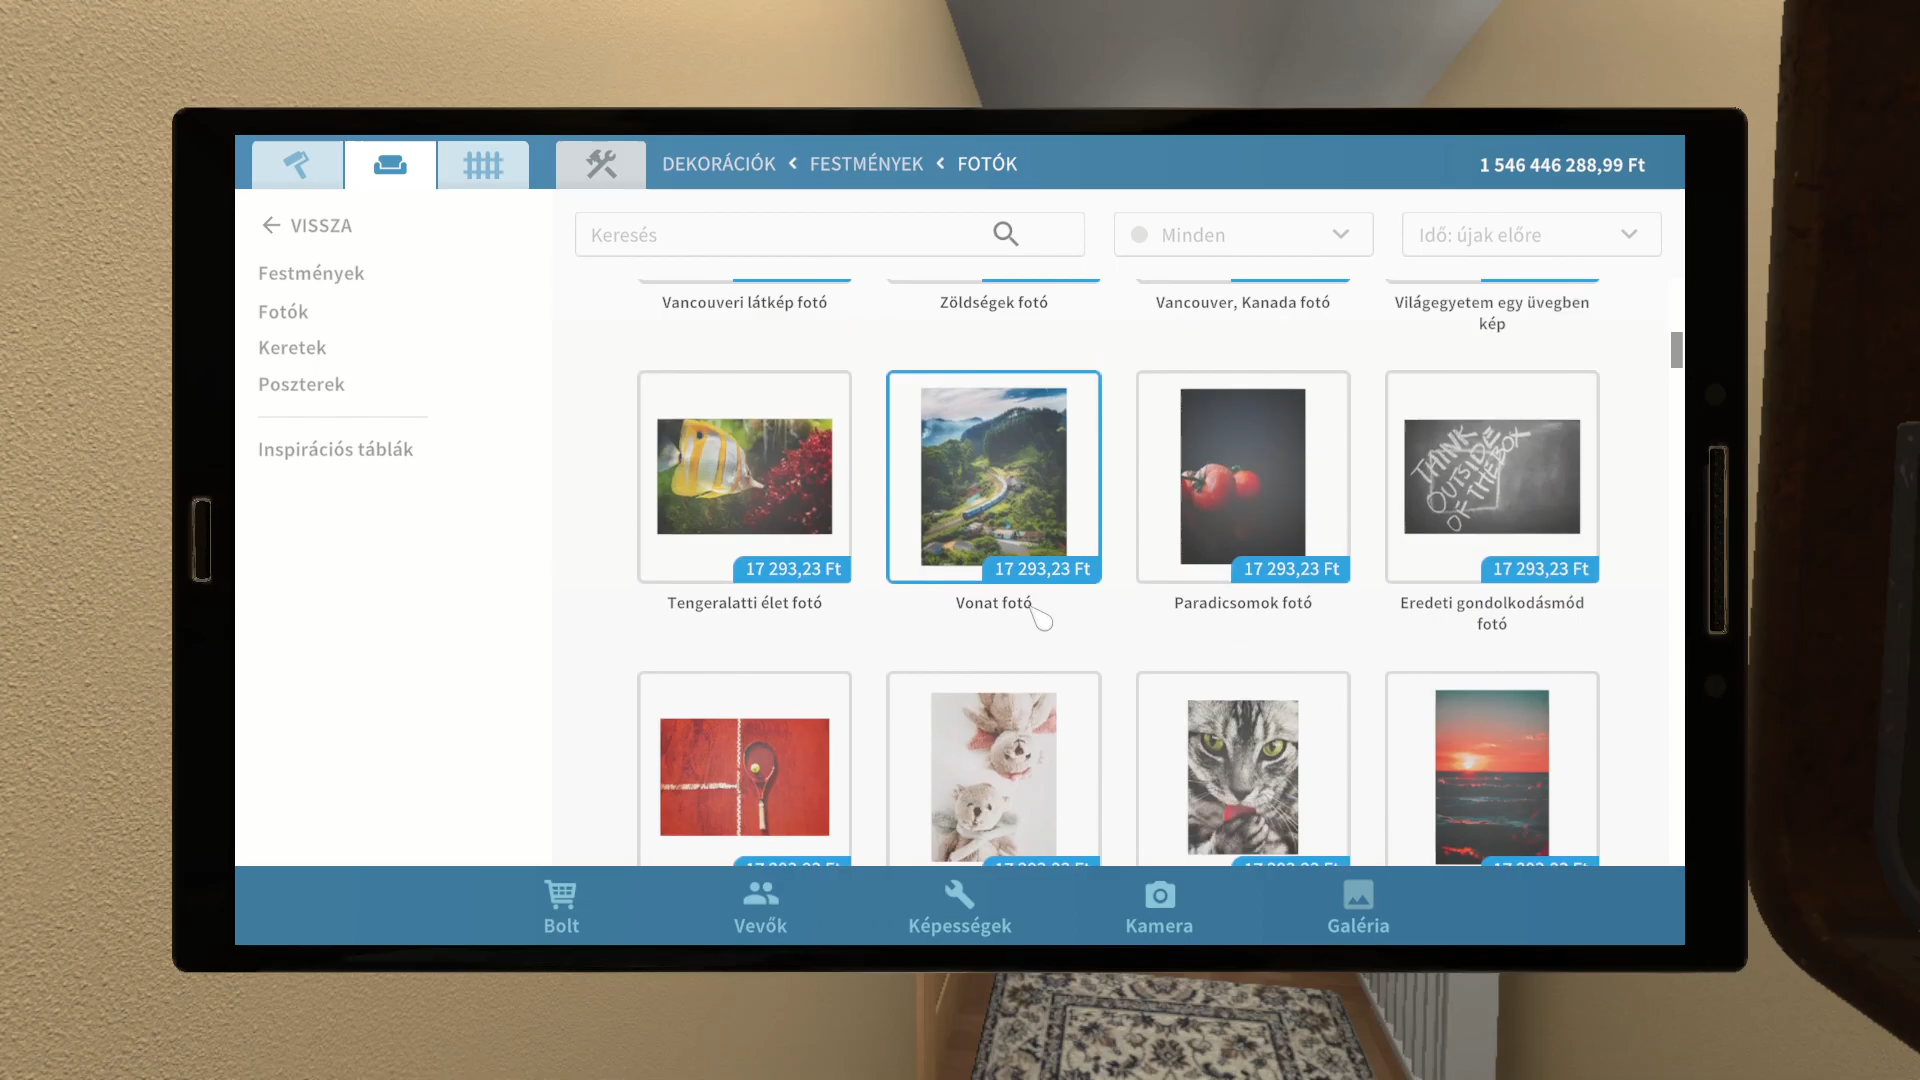 DEKORÁCIÓK < FESTMÉNYEK < FOTÓK
1 546 446 288,99 Ft
VISSZA
Festmények
Fotók
Keretek
Poszterek
Inspirációs táblák
Keresés
Minden
Idő: újak előre
Vancouveri látkép fotó
Zöldségek fotó
Vancouver, Kanada fotó
Világegyetem egy üvegben
kép
THINK
OUTSIDE
OF THE BOX
17 293,23 Ft
17 293,23 Ft
17 293,23 Ft
17 293,23 Ft
Tengeralatti élet fotó
Vonat fotó
Paradicsomok fotó
Eredeti gondolkodásmód
fotó
Bolt
Vevők
Képességek
Kamera
Galéria